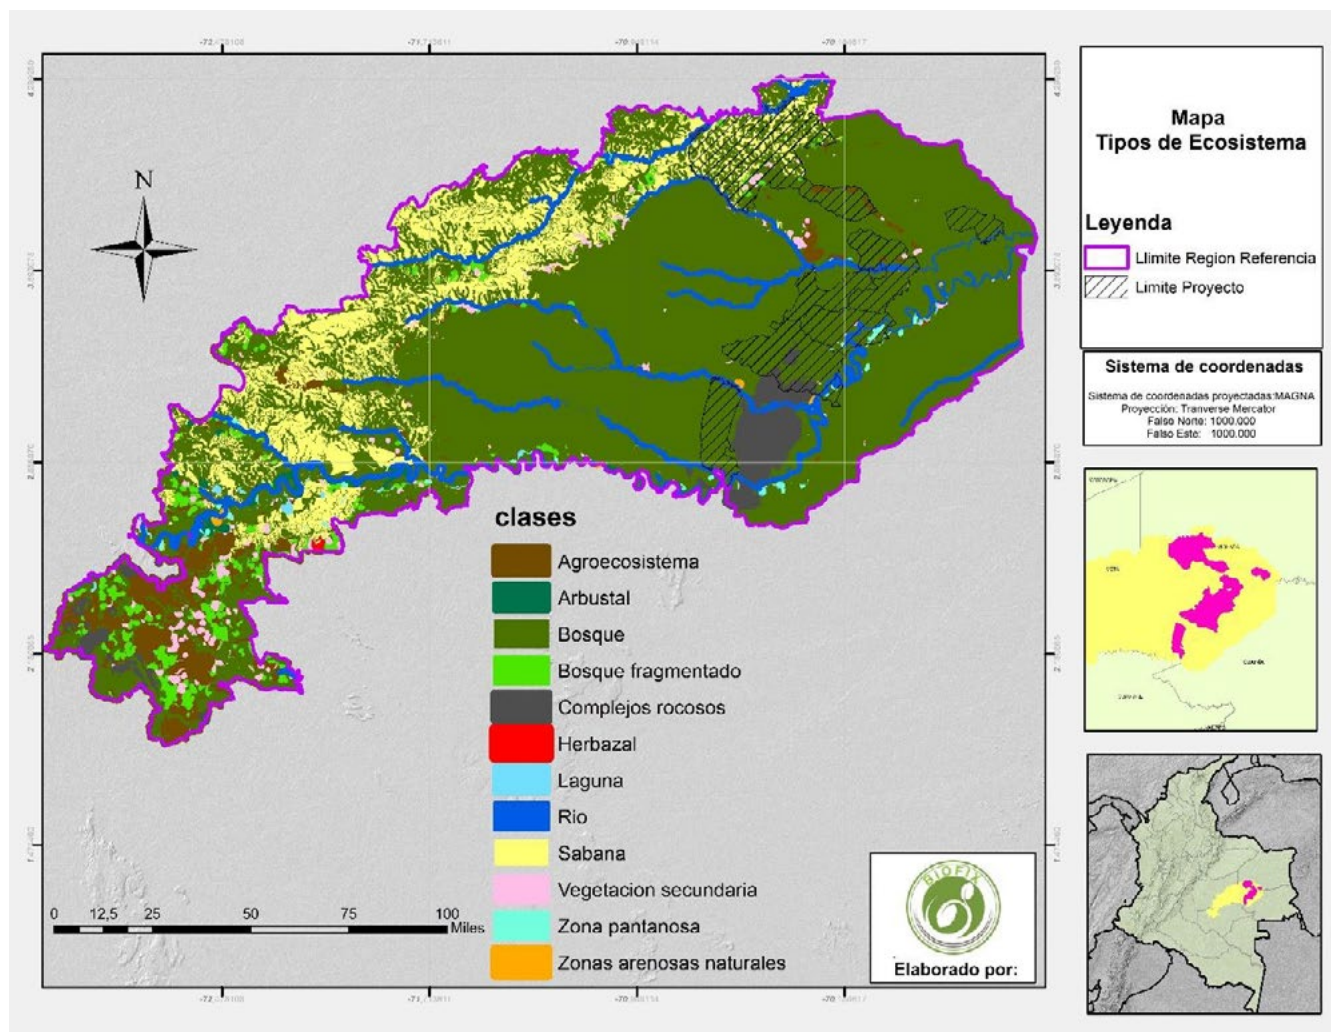 Mapa
Tipos de Ecosistema
Leyenda
Llimite Region Referencia
Limite Proyecto
Sistema de coordenadas
Sistema de coordenadas proyectadas:MAGNA
Proyección: Tranverse Mercator
Falso Norte: 1000.000
Falso Este: 1000.000
N
clases
Agroecosistema
Arbustal
Bosque
Bosque fragmentado
Complejos rocosos
Herbazal
Laguna
Rio
Sabana
Vegetacion secundaria
Zona pantanosa
Zonas arenosas naturales
0 12,5 25 50 75 100
Miles
BIOFIX
Elaborado por: